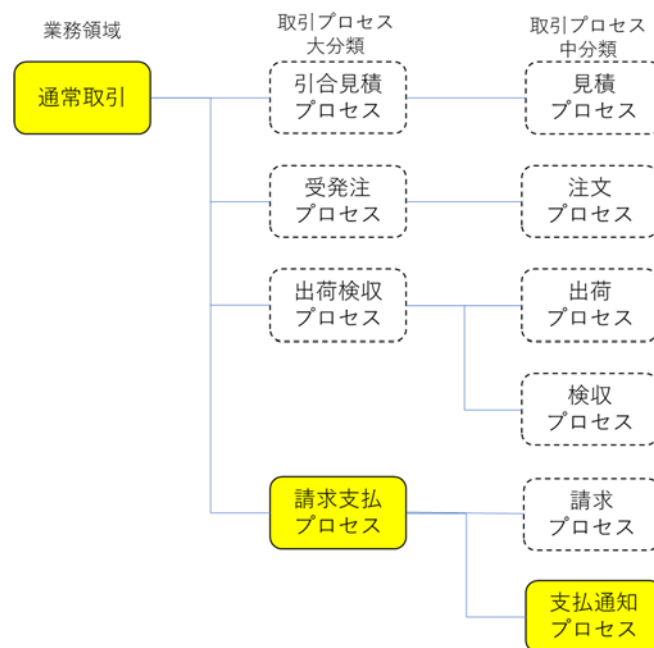 業務領域
取引プロセス
大分類
取引プロセス
中分類
通常取引
引合見積
プロセス
見積
プロセス
受発注
プロセス
注文
プロセス
出荷検収
プロセス
出荷
プロセス
検収
プロセス
請求支払
プロセス
請求
プロセス
支払通知
プロセス